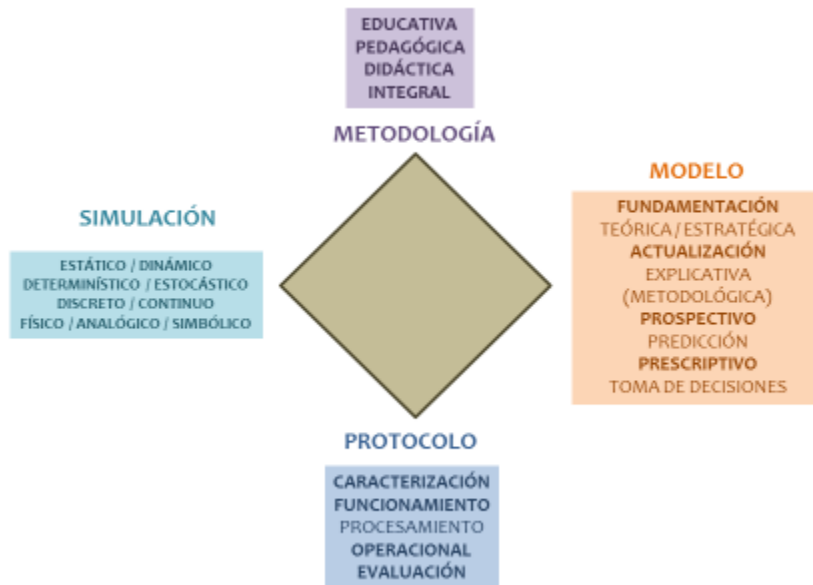 EDUCATIVA
PEDAGÓGICA
DIDÁCTICA
INTEGRAL
METODOLOGÍA
SIMULACIÓN
ESTÁTICO / DINÁMICO
DETERMINÍSTICO / ESTOCÁSTICO
DISCRETO / CONTINUO
FÍSICO / ANALÓGICO / SIMBÓLICO
MODELO
FUNDAMENTACIÓN
TEÓRICA / ESTRATÉGICA
ACTUALIZACIÓN
EXPLICATIVA
(METODOLÓGICA)
PROSPECTIVO
PREDICCIÓN
PRESCRIPTIVO
TOMA DE DECISIONES
PROTOCOLO
CARACTERIZACIÓN
FUNCIONAMIENTO
PROCESAMIENTO
OPERACIONAL
EVALUACIÓN